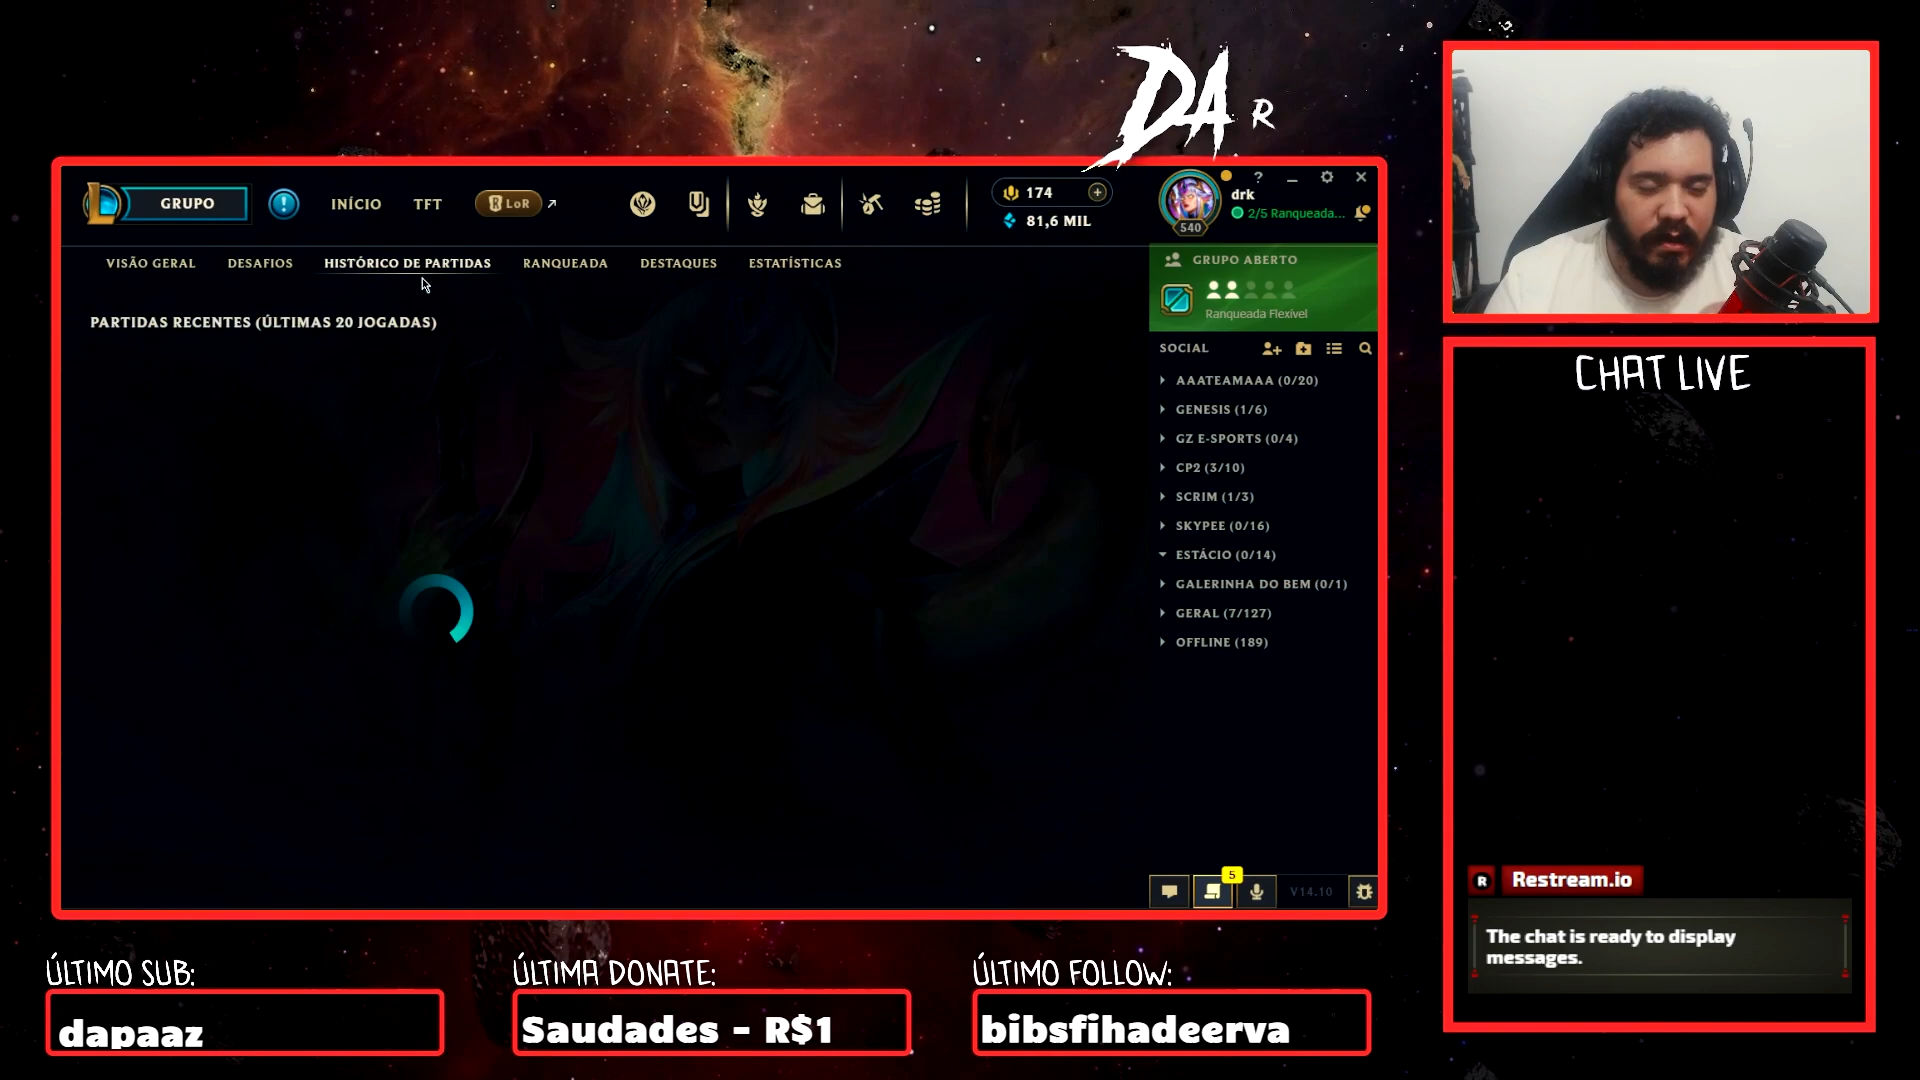 DA R
GRUPO
INÍCIO
TFT
LoR
174
81,6 MIL
?
drk
2/5 Ranqueada...
540
VISÃO GERAL
DESAFIOS
HISTÓRICO DE PARTIDAS
RANQUEADA
DESTAQUES
ESTATÍSTICAS
PARTIDAS RECENTES (ÚLTIMAS 20 JOGADAS)
GRUPO ABERTO
Ranqueada Flexível
SOCIAL
AAATEAMAAA (0/20)
GENESIS (1/6)
GZ E-SPORTS (0/4)
CP2 (3/10)
SCRIM (1/3)
SKYPEE (0/16)
ESTÁCIO (0/14)
GALERINHA DO BEM (0/1)
GERAL (7/127)
OFFLINE (189)
5
V14.10
CHAT LIVE
R Restream.io
The chat is ready to display
messages.
ÚLTIMO SUB:
dapaaz
ÚLTIMA DONATE:
Saudades - R$1
ÚLTIMO FOLLOW:
bibsfihadeerva